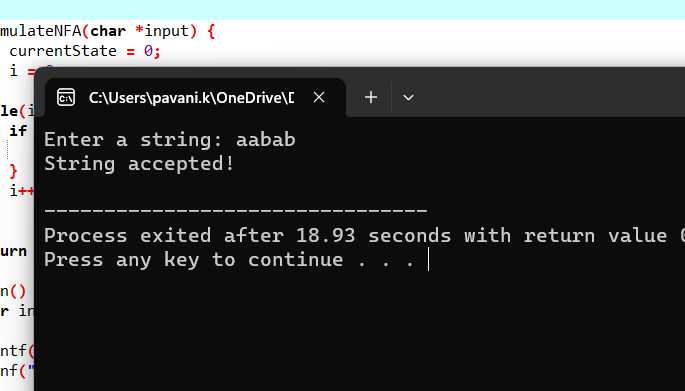 mulateNFA(char *input) {
currentState = 0;
i =
C:\Users\pavani.k\OneDrive\D
le(i
if
Enter a string: aabab
String accepted!
}
i++
--------------------------------
Process exited after 18.93 seconds with return value 0
urn
Press any key to continue . . .
n()
r in
ntf(
nf("